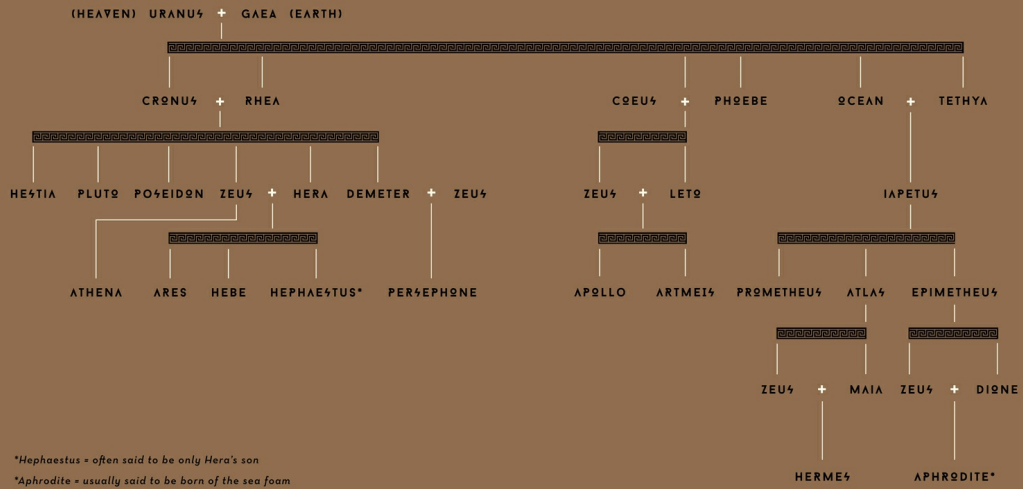 (HEAVEN) URANUS + GAEA (EARTH)
CRONUS + RHEA COEUS + PHOEBE OCEAN + TETHYA
HESTIA PLUTO POSEIDON ZEUS + HERA DEMETER + ZEUS ZEUS + LETO IAPETUS
ATHENA ARES HEBE HEPHAESTUS* PERSEPHONE APOLLO ARTMEIS PROMETHEUS ATLAS EPIMETHEUS
ZEUS + MAIA ZEUS + DIONE
*Hephaestus = often said to be only Hera's son
*Aphrodite = usually said to be born of the sea foam
HERMES APHRODITE*